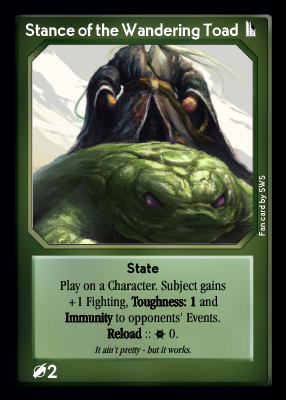 Stance of the Wandering Toad
Fan card by SWS
State
Play on a Character. Subject gains
+1 Fighting, Toughness: 1 and
Immunity to opponents' Events.
Reload :: 0.
It ain't pretty - but it works.
2